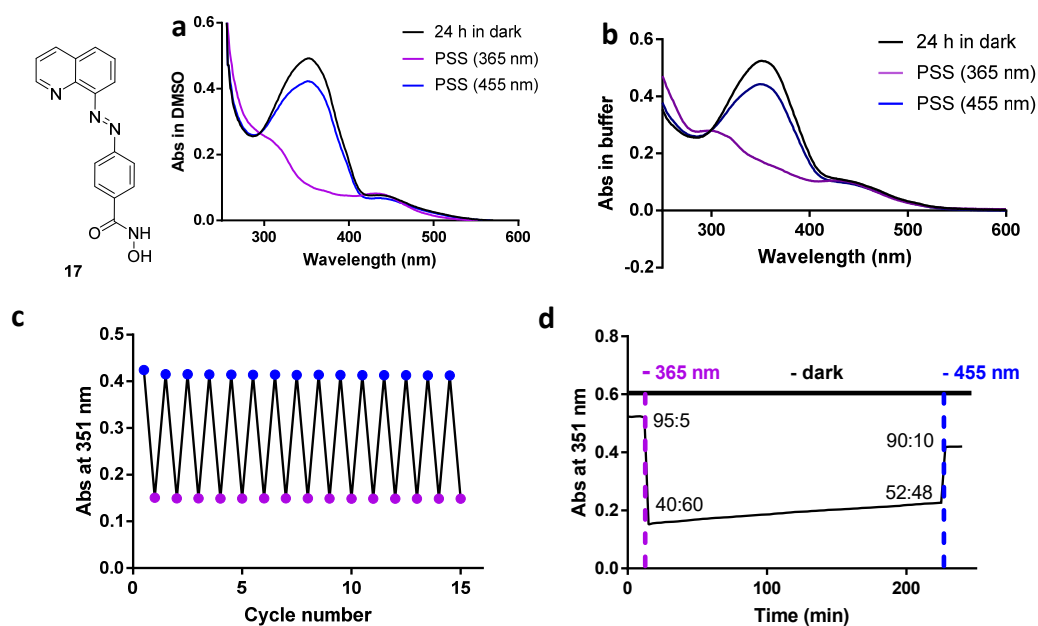 N
N
N
O
NH
OH
17
a
0.6
0.4
0.2
0.0
Abs in DMSO
300
400
500
600
Wavelength (nm)
24 h in dark
PSS (365 nm)
PSS (455 nm)
b
0.6
0.4
0.2
0.0
-0.2
Abs in buffer
300
400
500
600
Wavelength (nm)
24 h in dark
PSS (365 nm)
PSS (455 nm)
c
0.5
0.4
0.3
0.2
0.1
0.0
Abs at 351 nm
0
5
10
15
Cycle number
d
0.8
0.6
0.4
0.2
0.0
Abs at 351 nm
- 365 nm
- dark
- 455 nm
95:5
90:10
40:60
52:48
0
100
200
Time (min)